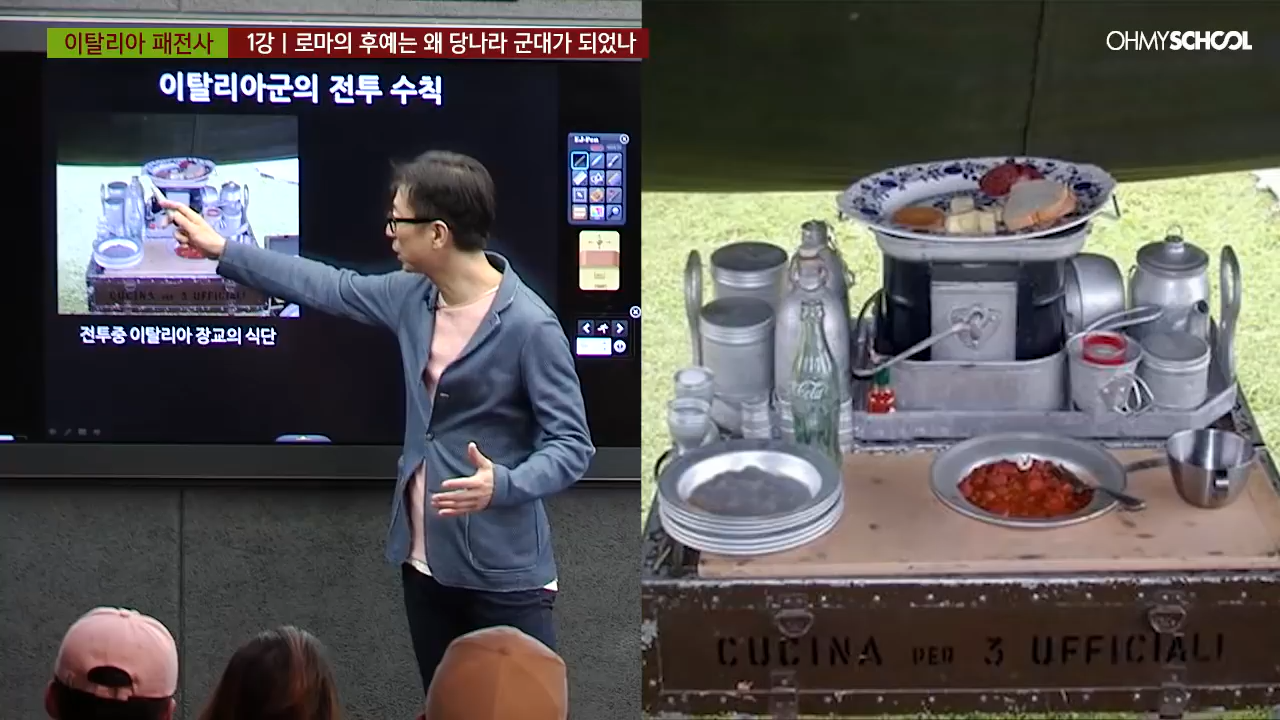 이탈리아 패전사
1강 | 로마의 후예는 왜 당나라 군대가 되었나
OHMYSCHOOL
이탈리아군의 전투 수칙
CUCINA PER 3 UFFICIALI
전투중 이탈리아 장교의 식단
Coca-Cola
CUCINA PER 3 UFFICIALI